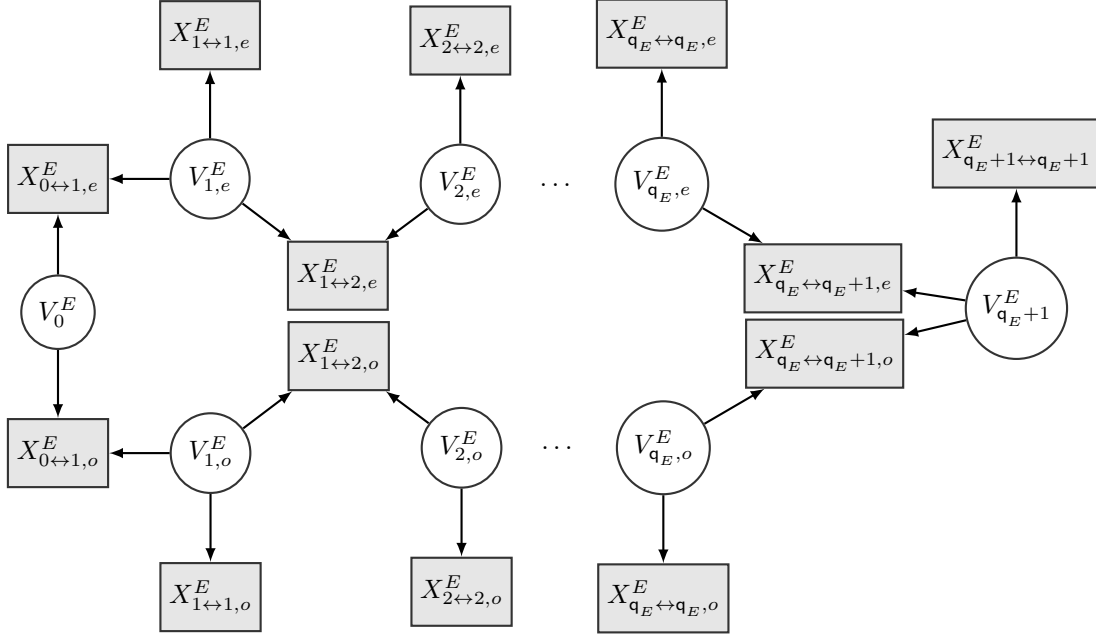 X^E_{1↔1,e}
X^E_{2↔2,e}
X^E_{q_E↔q_E,e}
X^E_{q_E+1↔q_E+1}
X^E_{0↔1,e}
V^E_{1,e}
V^E_{2,e}
···
V^E_{q_E,e}
X^E_{1↔2,e}
X^E_{q_E↔q_E+1,e}
V^E_0
V^E_{q_E+1}
X^E_{1↔2,o}
X^E_{q_E↔q_E+1,o}
X^E_{0↔1,o}
V^E_{1,o}
V^E_{2,o}
···
V^E_{q_E,o}
X^E_{1↔1,o}
X^E_{2↔2,o}
X^E_{q_E↔q_E,o}